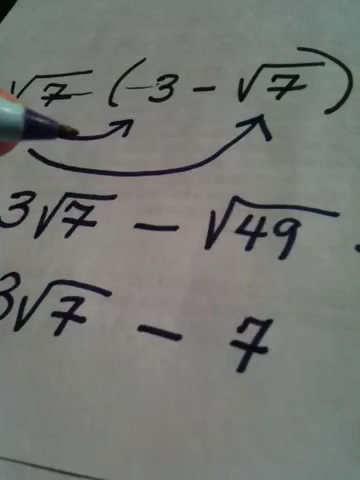 √7 (-3 - √7)
3√7 - √49
3√7 - 7